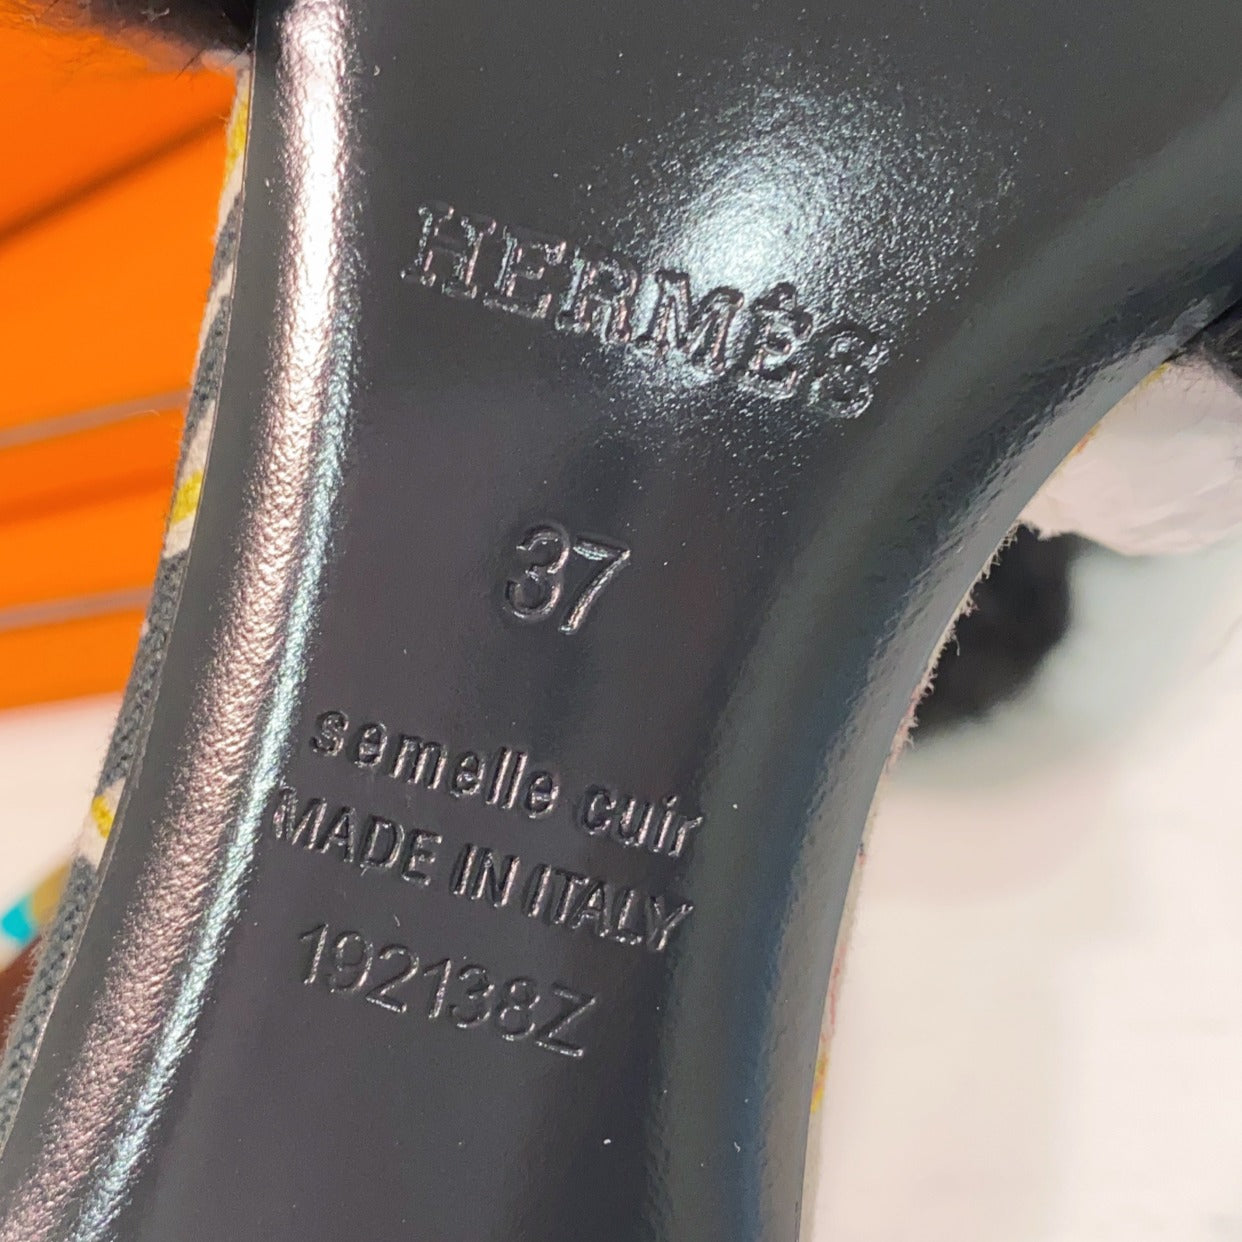 HERMÈS
37
semelle cuir
MADE IN ITALY
192138Z